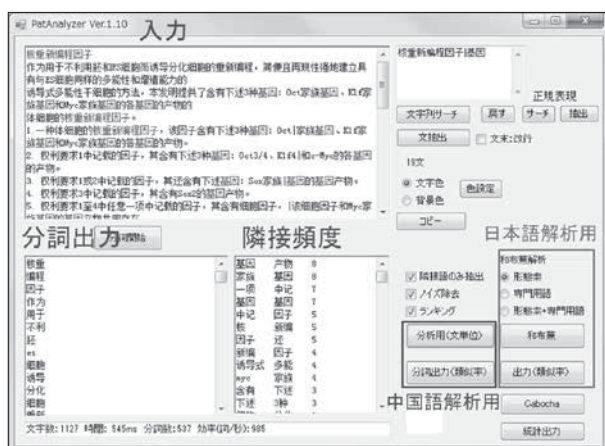 PatAnalyzer Ver.1.10
入力
核重新编程因子
作为用于不利用胚和ES细胞而诱导分化细胞的重新编程，简便且再现性逐地建立具
有与ES细胞同样的多能性和增殖能力的
诱导式多能性干细胞的方法，本发明提供了含有下述3种基因：Oct家族基因、Klf家
族基因和Myc家族基因的各基因的产物的
体细胞的核重新编程因子。
1. 一种体细胞的核重新编程因子，该因子含有下述3种基因：Oct家族基因、Klf家
族基因和Myc家族基因的各基因的产物。
2. 权利要求1中记载的因子，其含有下述3种基因：Oct3/4、Klf4和c-Myc的各基因
的产物。
3. 权利要求1或2中记载的因子，其还含有下述基因：Sox家族基因的基因产物。
4. 权利要求3中记载的因子，其含有Sox2的基因产物。
5. 权利要求1至4中任意一项中记载的因子，其含有细胞因子，该细胞因子和Myc家
核重新编程因子|基因
正規表現
文字列サーチ
戻す
サーチ
抽出
文抽出
文末:改行
18文
文字色
背景色
色設定
コピー
分詞出力
開始
隣接頻度
日本語解析用
核重
编程
因子
作为
用于
不利
胚
es
细胞
诱导
分化
细胞
基因 产物 8
家族 基因 8
一项 中记 7
基因 基因 7
中记 因子 5
核 新编 5
因子 还 5
新编 因子 4
诱导式 多能 4
myc 家族 4
含有 下述 3
下述 3种 3
隣接語のみ抽出
ノイズ除去
ランキング
和布蕪解析
形態素
専門用語
形態素+専門用語
分析用(文単位)
和布蕪
分詞出力(類似率)
出力(類似率)
中国語解析用
Cabocha
文字数:1127 時間: 545ms 分詞数:537 効率(詞/秒):985
統計出力